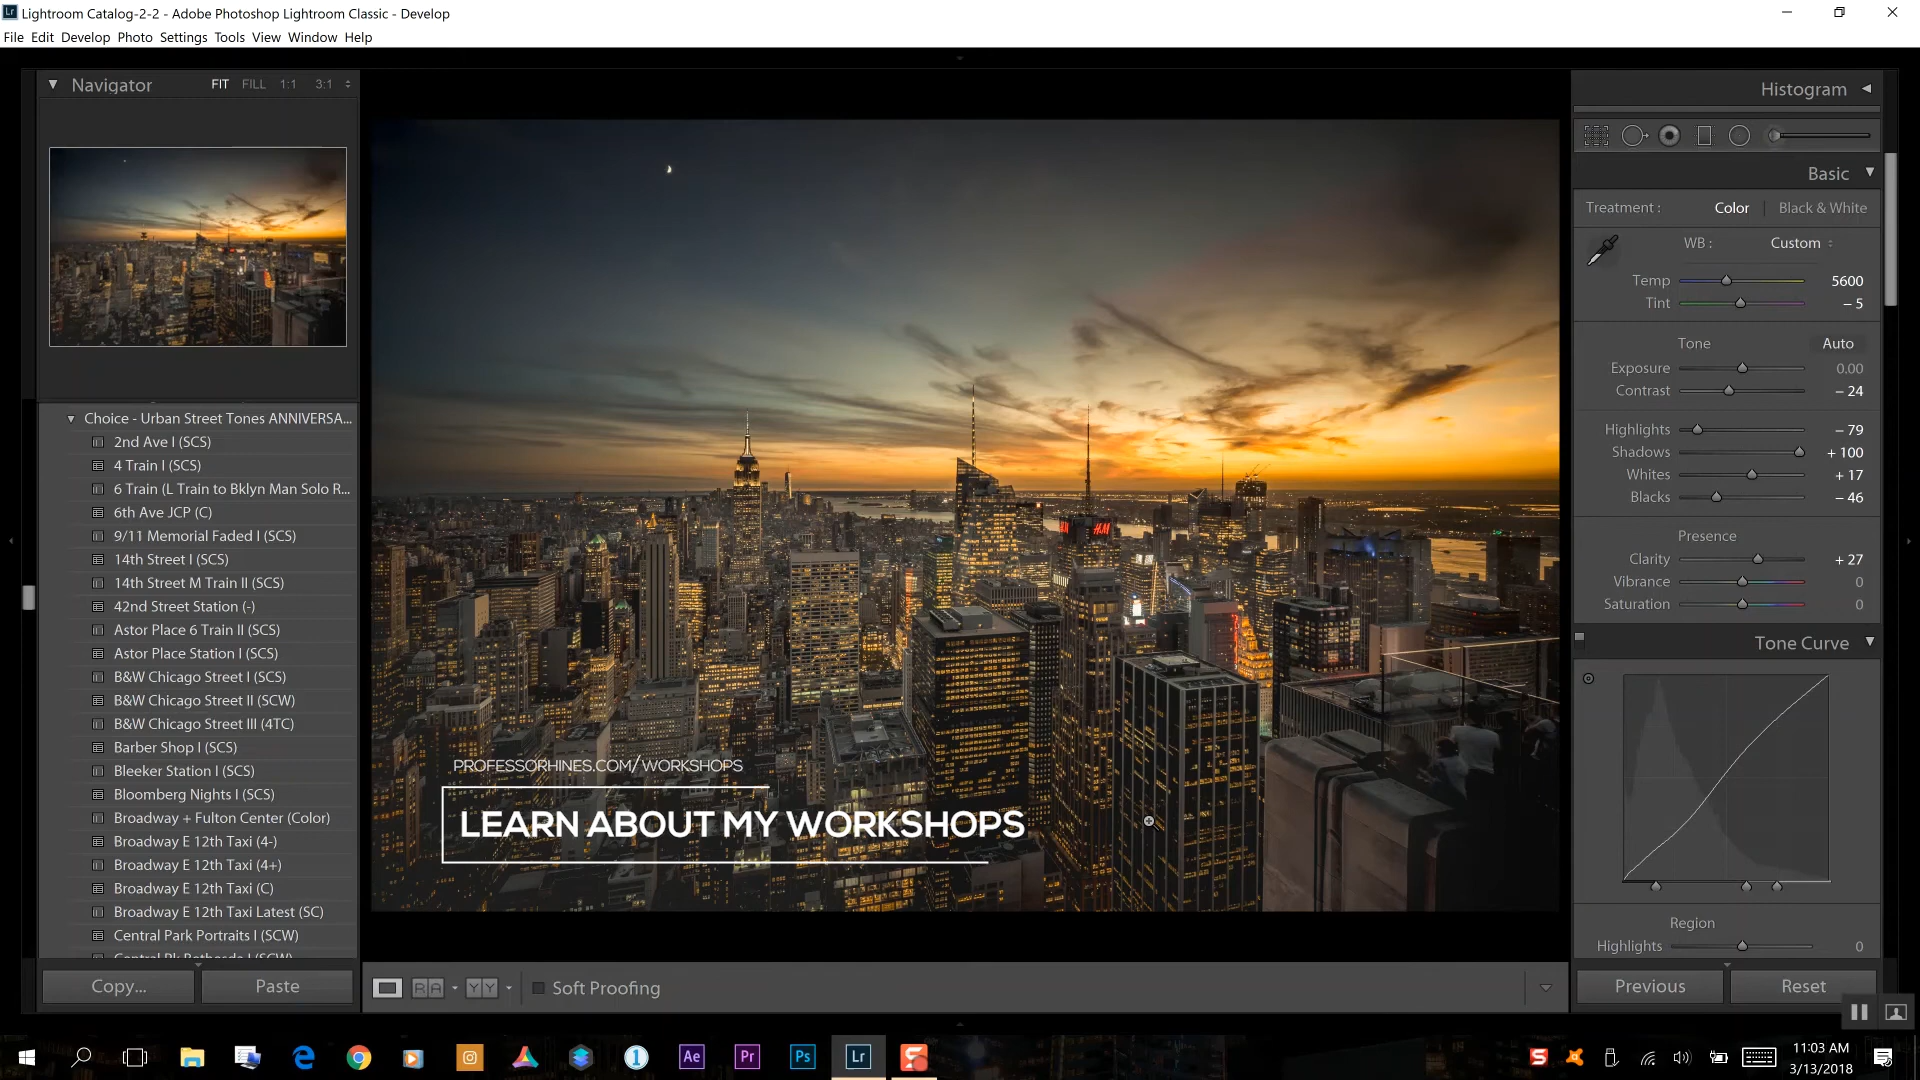 Lr Lightroom Catalog-2-2 - Adobe Photoshop Lightroom Classic - Develop
File Edit Develop Photo Settings Tools View Window Help
Navigator FIT FILL 1:1 3:1
Histogram
Basic
Treatment : Color Black & White
WB : Custom
Temp 5600
Tint – 5
Tone Auto
Exposure 0.00
Contrast – 24
Highlights – 79
Shadows + 100
Whites + 17
Blacks – 46
Presence
Clarity + 27
Vibrance 0
Saturation 0
Tone Curve
Region
Highlights 0
Choice - Urban Street Tones ANNIVERSA...
2nd Ave I (SCS)
4 Train I (SCS)
6 Train (L Train to Bklyn Man Solo R...
6th Ave JCP (C)
9/11 Memorial Faded I (SCS)
14th Street I (SCS)
14th Street M Train II (SCS)
42nd Street Station (-)
Astor Place 6 Train II (SCS)
Astor Place Station I (SCS)
B&W Chicago Street I (SCS)
B&W Chicago Street II (SCW)
B&W Chicago Street III (4TC)
Barber Shop I (SCS)
Bleeker Station I (SCS)
Bloomberg Nights I (SCS)
Broadway + Fulton Center (Color)
Broadway E 12th Taxi (4-)
Broadway E 12th Taxi (4+)
Broadway E 12th Taxi (C)
Broadway E 12th Taxi Latest (SC)
Central Park Portraits I (SCW)
H&M
PROFESSORHINES.COM/WORKSHOPS
LEARN ABOUT MY WORKSHOPS
Copy... Paste
RA YY Soft Proofing
Previous Reset
Ae Pr Ps Lr
11:03 AM
3/13/2018